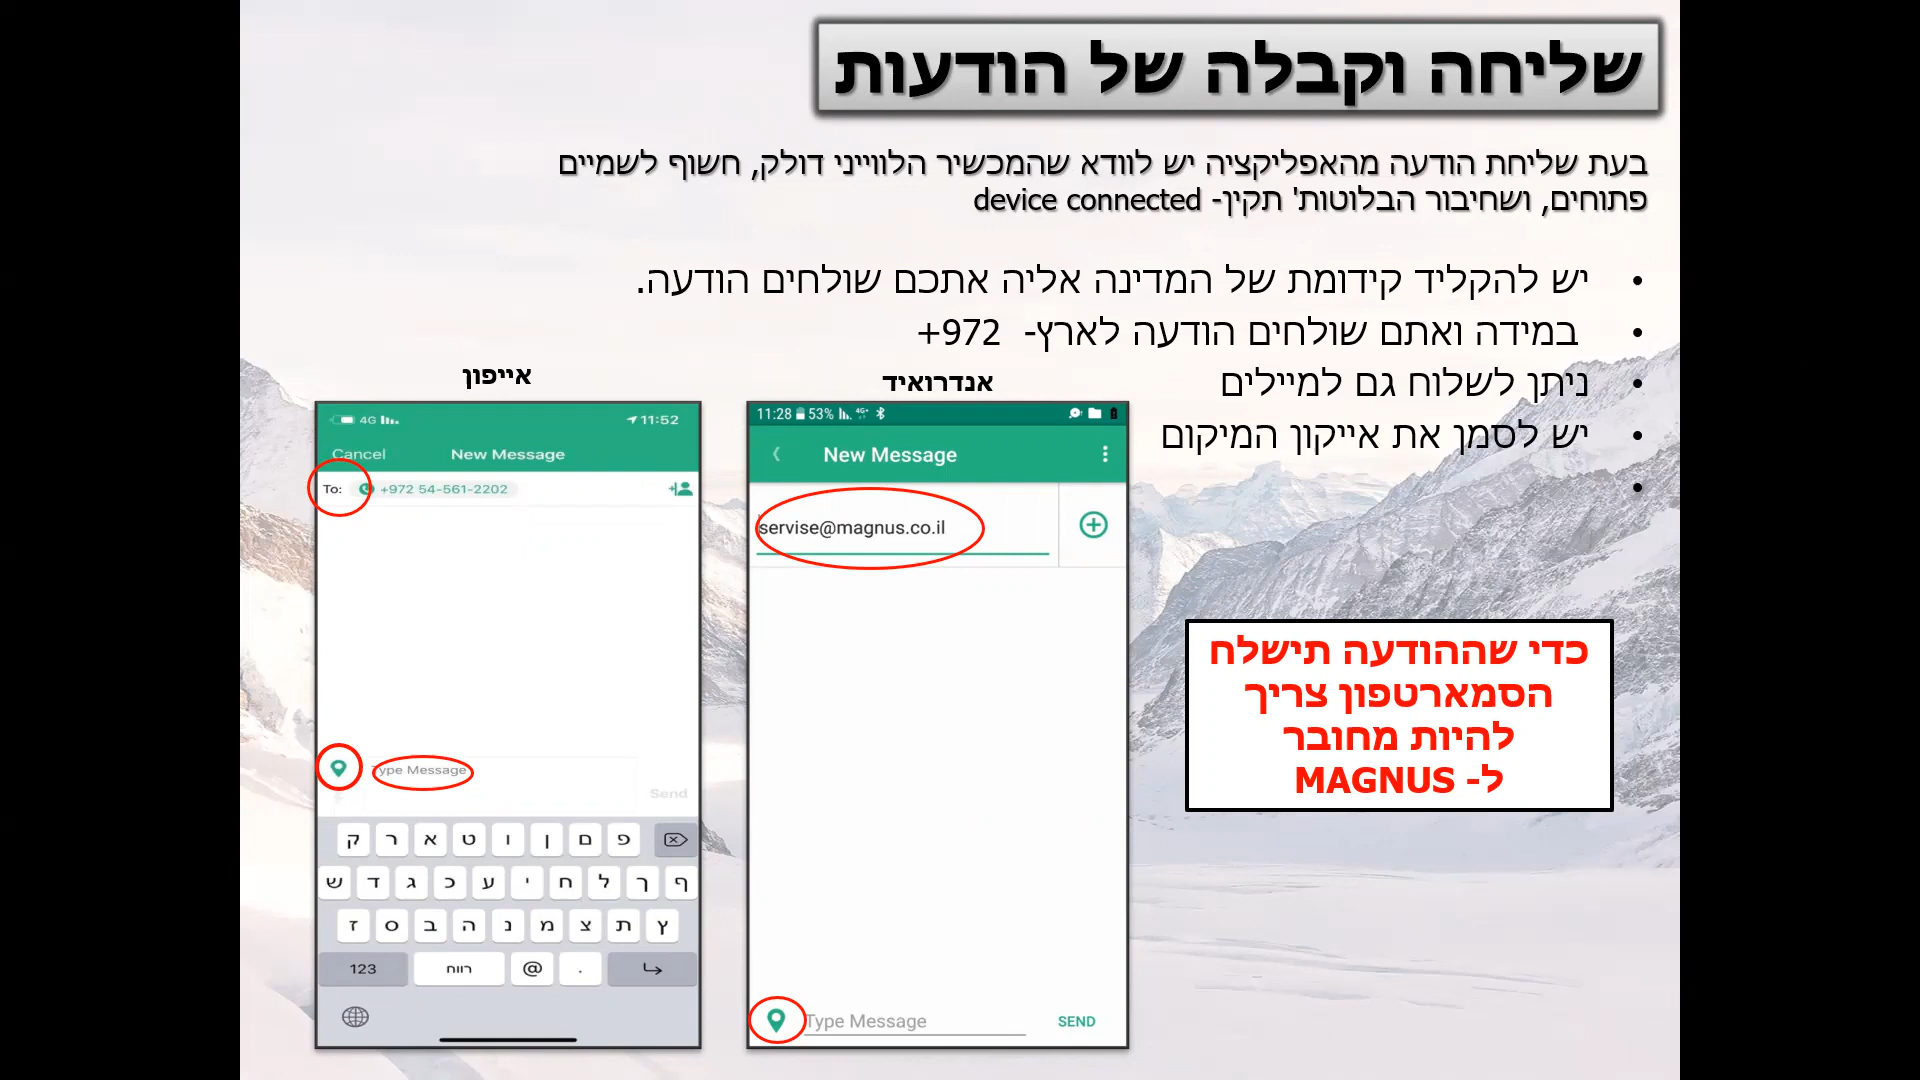 שליחה וקבלה של הודעות
בעת שליחת הודעה מהאפליקציה יש לוודא שהמכשיר הלווייני דולק, חשוף לשמיים
פתוחים, ושחיבור הבלוטות' תקין- device connected
• יש להקליד קידומת של המדינה אליה אתכם שולחים הודעה.
• במידה ואתם שולחים הודעה לארץ- 972+
• ניתן לשלוח גם למיילים
• יש לסמן את אייקון המיקום
•
אנדרואיד
11:28 53% 4G+
New Message
servise@magnus.co.il
Type Message
SEND
אייפון
4G 11:52
Cancel New Message
To: +972 54-561-2202
Type Message
Send
ק ר א ט ו ן ם פ
ש ד ג כ ע י ח ל ך ף
ז ס ב ה נ מ צ ת ץ
123 רווח @ .
כדי שההודעה תישלח
הסמארטפון צריך
להיות מחובר
ל- MAGNUS